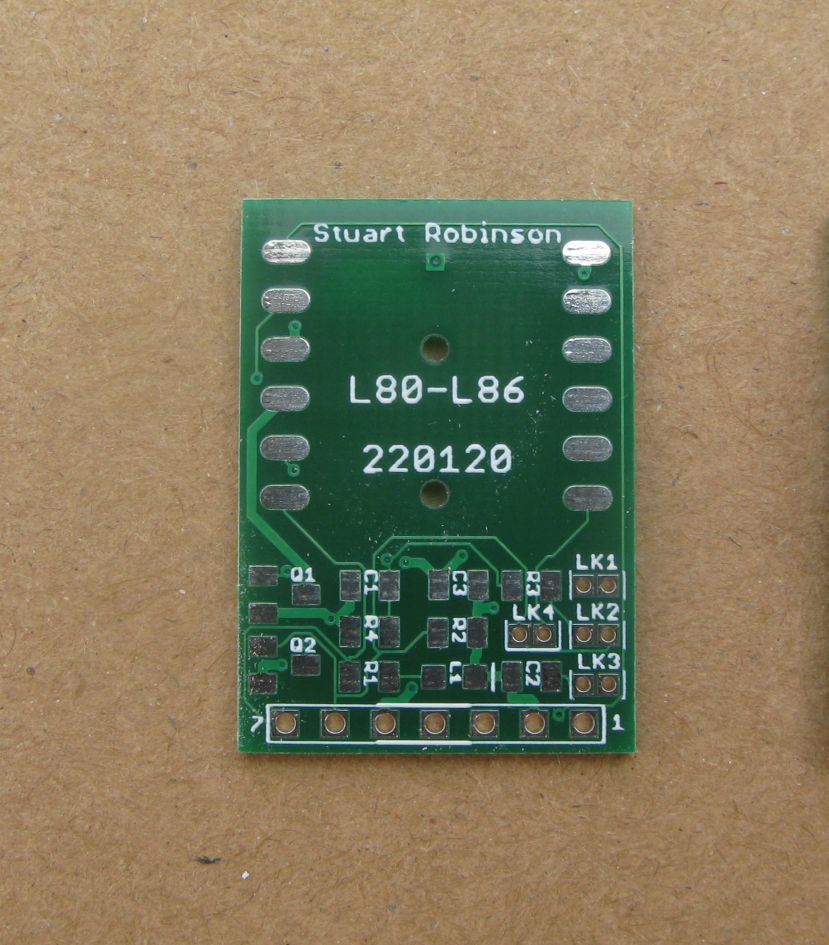 Stuart Robinson
L80-L86
220120
Q1 C1 C3 R3 LK1
R4 R2 LK4 LK2
Q2 R1 L1 C2 LK3
7 1